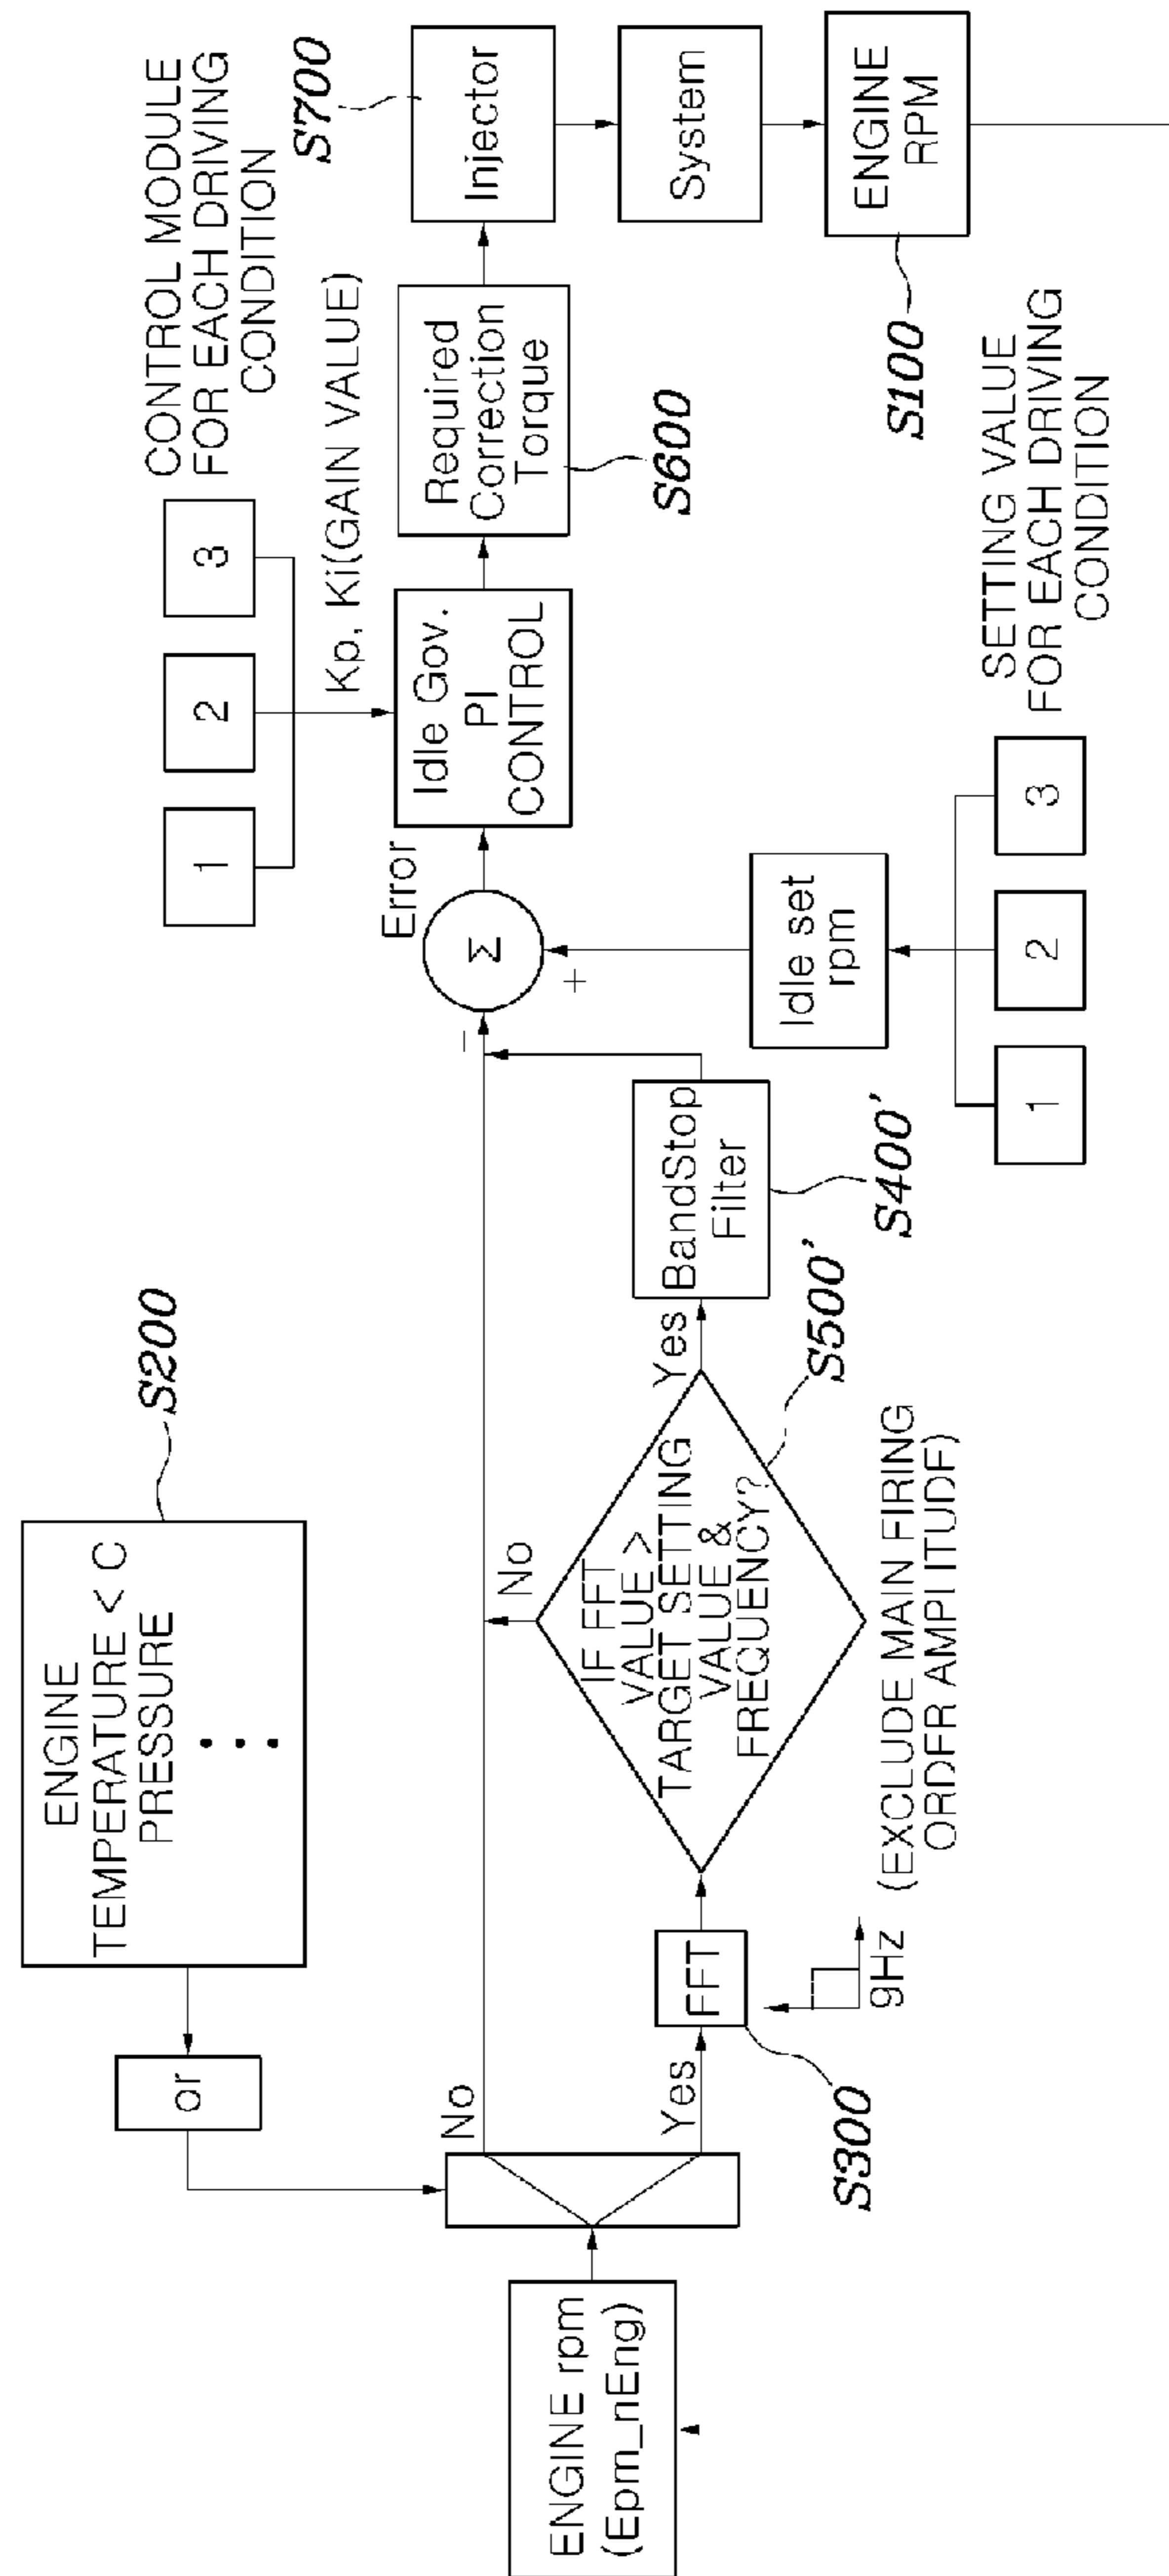 ENGINE
TEMPERATURE < C
PRESSURE
S200
or
ENGINE rpm
(Epm_nEng)
No
Yes
FFT
S300
9Hz
(EXCLUDE MAIN FIRING
ORDFR AMPLITUDF)
IF FFT
VALUE >
TARGET SETTING
VALUE &
FREQUENCY?
S500'
No
Yes
BandStop
Filter
S400'
-
+
Σ
Error
Idle set
rpm
1
2
3
SETTING VALUE
FOR EACH DRIVING
CONDITION
1
2
3
CONTROL MODULE
FOR EACH DRIVING
CONDITION
Kp, Ki(GAIN VALUE)
Idle Gov.
PI
CONTROL
Required
Correction
Torque
S600
Injector
S700
System
ENGINE
RPM
S100